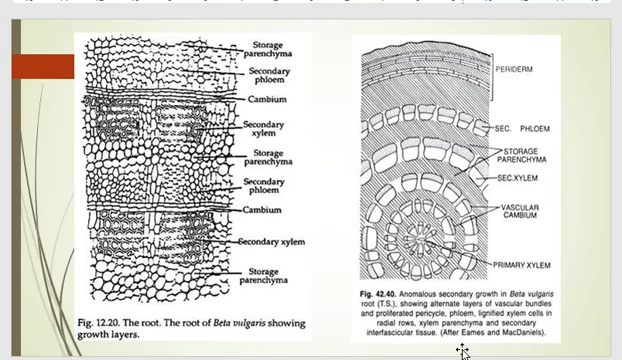 Storage
parenchyma
Secondary
phloem
Cambium
Secondary
xylem
Storage
parenchyma
Secondary
phloem
Cambium
Secondary xylem
Storage
parenchyma
Fig. 12.20. The root. The root of Beta vulgaris showing
growth layers.
PERIDERM
SEC. PHLOEM
STORAGE
PARENCHYMA
SEC.XYLEM
VASCULAR
CAMBIUM
PRIMARY XYLEM
Fig. 42.40. Anomalous secondary growth in Beta vulgaris
root (T.S.), showing alternate layers of vascular bundles
and proliferated pericycle, phloem, lignified xylem cells in
radial rows, xylem parenchyma and secondary
interfascicular tissue. (After Eames and MacDaniels).